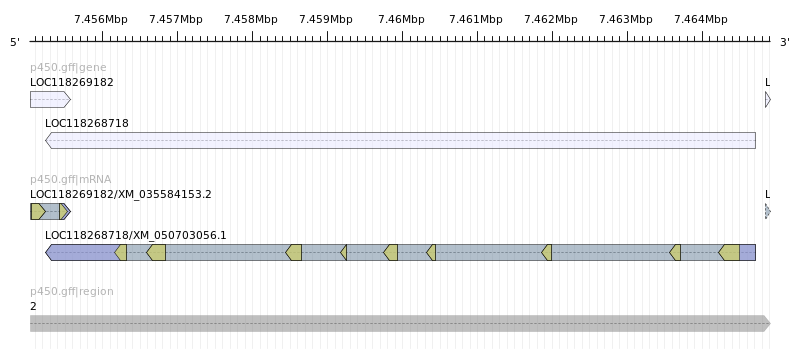 7.456Mbp 7.457Mbp 7.458Mbp 7.459Mbp 7.46Mbp 7.461Mbp 7.462Mbp 7.463Mbp 7.464Mbp
5' 3'
p450.gff|gene
LOC118269182 L
LOC118268718
p450.gff|mRNA
LOC118269182/XM_035584153.2 L
LOC118268718/XM_050703056.1
p450.gff|region
2